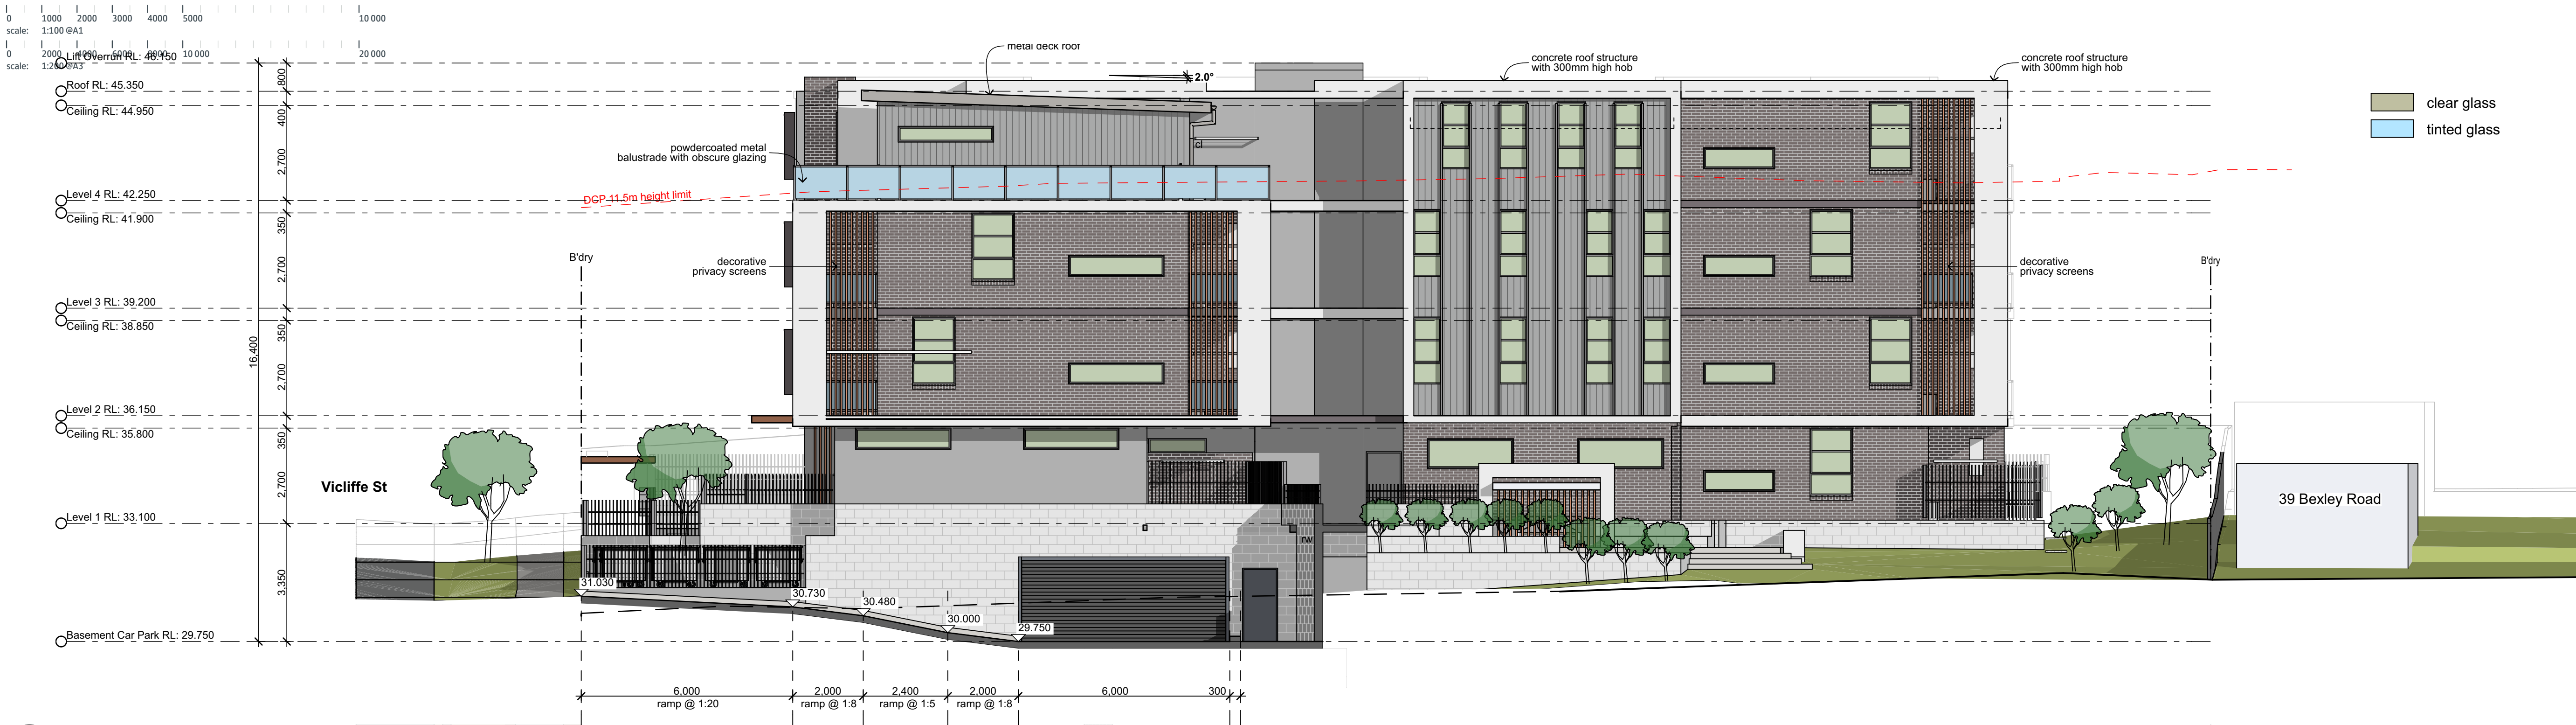 0 1000 2000 3000 4000 5000 10 000
scale: 1:100 @A1
0 2000 4000 6000 8000 10 000 20 000
scale: 1:200 @A3
Lift Overrun RL: 46.150
Roof RL: 45.350
Ceiling RL: 44.950
Level 4 RL: 42.250
Ceiling RL: 41.900
Level 3 RL: 39.200
Ceiling RL: 38.850
Level 2 RL: 36.150
Ceiling RL: 35.800
Level 1 RL: 33.100
Basement Car Park RL: 29.750
16,400
800
400
2,700
350
2,700
350
2,700
350
2,700
3,350
metal deck roof
2.0°
concrete roof structure
with 300mm high hob
concrete roof structure
with 300mm high hob
clear glass
tinted glass
powdercoated metal
balustrade with obscure glazing
cl
DCP 11.5m height limit
B'dry
decorative
privacy screens
decorative
privacy screens
B'dry
Vicliffe St
39 Bexley Road
rw
31.030
30.730
30.480
30.000
29.750
6,000 2,000 2,400 2,000 6,000 300
ramp @ 1:20 ramp @ 1:8 ramp @ 1:5 ramp @ 1:8